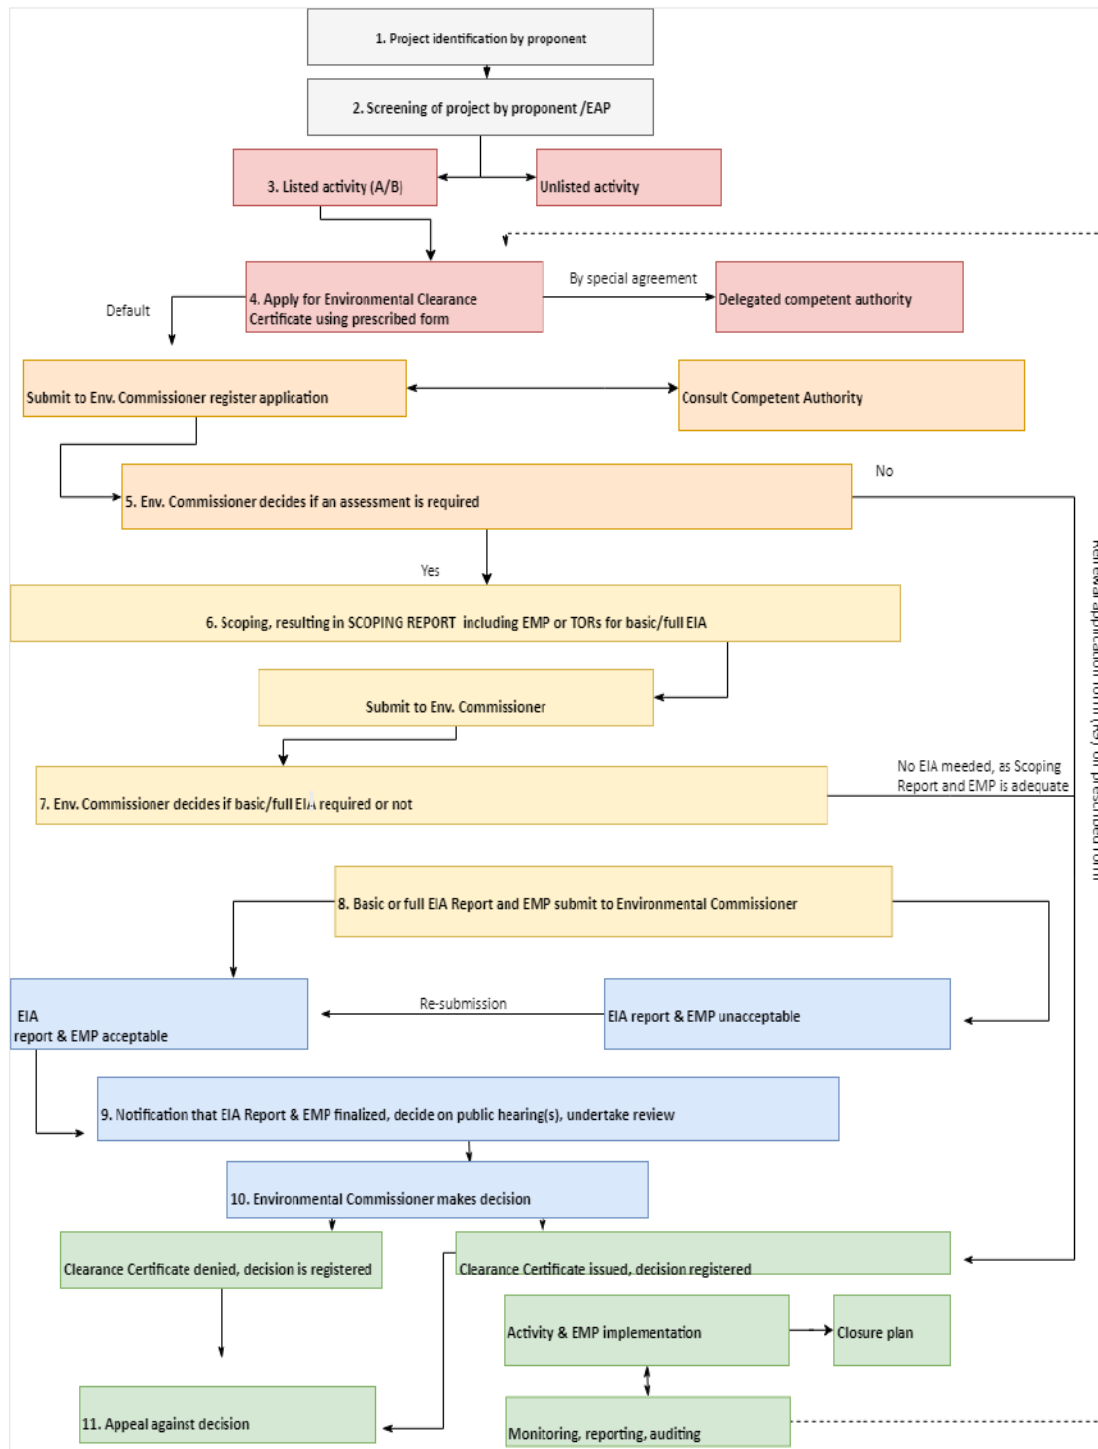 1. Project identification by proponent
2. Screening of project by proponent /EAP
3. Listed activity (A/B)
Unlisted activity
By special agreement
4. Apply for Environmental Clearance
Certificate using prescribed form
Delegated competent authority
Default
Submit to Env. Commissioner register application
Consult Competent Authority
No
5. Env. Commissioner decides if an assessment is required
Yes
6. Scoping, resulting in SCOPING REPORT including EMP or TORs for basic/full EIA
Submit to Env. Commissioner
7. Env. Commissioner decides if basic/full EIA required or not
No EIA meeded, as Scoping
Report and EMP is adequate
Renewal application form (R3) on prescribed form
8. Basic or full EIA Report and EMP submit to Environmental Commissioner
EIA
report & EMP acceptable
Re-submission
EIA report & EMP unacceptable
9. Notification that EIA Report & EMP finalized, decide on public hearing(s), undertake review
10. Environmental Commissioner makes decision
Clearance Certificate denied, decision is registered
Clearance Certificate issued, decision registered
Activity & EMP implementation
Closure plan
11. Appeal against decision
Monitoring, reporting, auditing